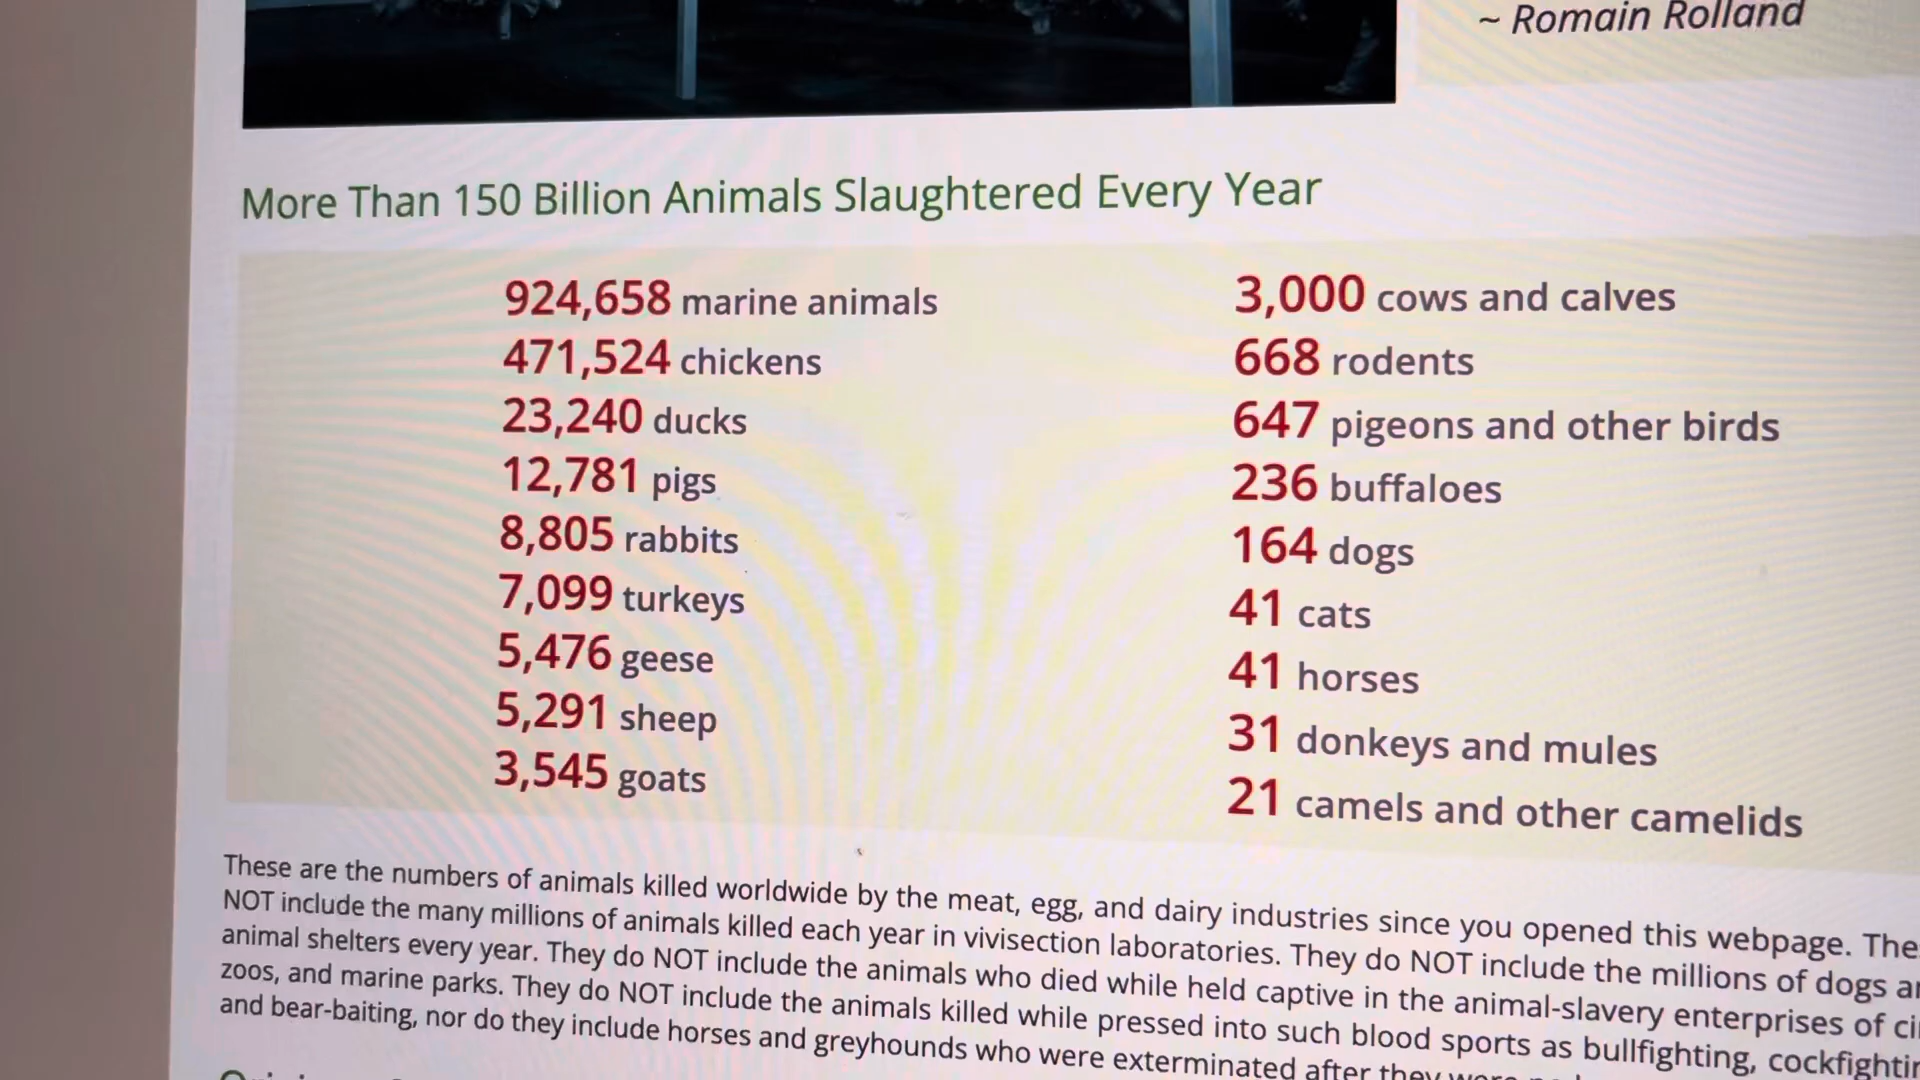 ~ Romain Rolland
More Than 150 Billion Animals Slaughtered Every Year
924,658 marine animals
471,524 chickens
23,240 ducks
12,781 pigs
8,805 rabbits
7,099 turkeys
5,476 geese
5,291 sheep
3,545 goats
3,000 cows and calves
668 rodents
647 pigeons and other birds
236 buffaloes
164 dogs
41 cats
41 horses
31 donkeys and mules
21 camels and other camelids
These are the numbers of animals killed worldwide by the meat, egg, and dairy industries since you opened this webpage.
NOT include the many millions of animals killed each year in vivisection laboratories. They do NOT include the millions of dogs
animal shelters every year. They do NOT include the animals who died while held captive in the animal-slavery enterprises of
zoos, and marine parks. They do NOT include the animals killed while pressed into such blood sports as bullfighting,
and bear-baiting, nor do they include horses and greyhounds who were exterminated after they